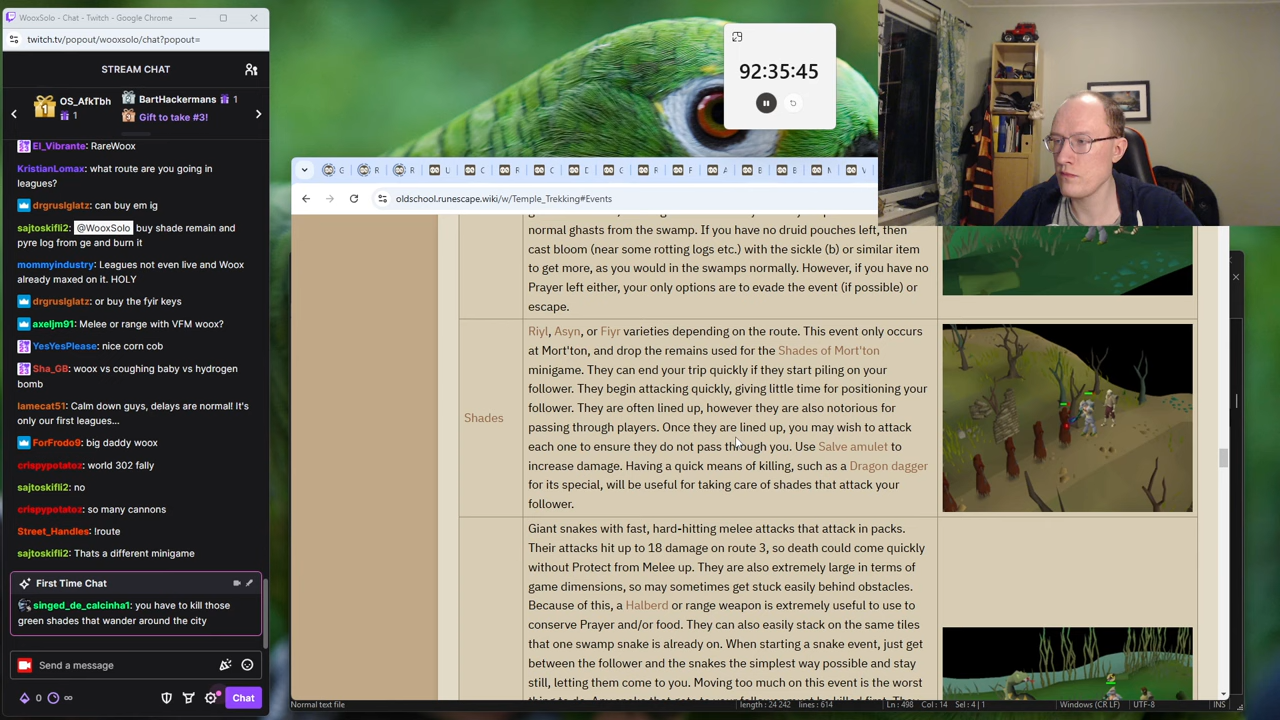 WooxSolo - Chat - Twitch - Google Chrome
twitch.tv/popout/wooxsolo/chat?popout=
STREAM CHAT
OS_AfkTbh
1
BartHackermans 1
Gift to take #3!
El_Vibrante: RareWoox
KristianLomax: what route are you going in
leagues?
drgruslglatz: can buy em ig
sajtoskifli2: @WooxSolo buy shade remain and
pyre log from ge and burn it
mommyindustry: Leagues not even live and Woox
already maxed on it. HOLY
drgruslglatz: or buy the fyir keys
axeljm91: Melee or range with VFM woox?
YesYesPlease: nice corn cob
Sha_GB: woox vs coughing baby vs hydrogen
bomb
lamecat51: Calm down guys, delays are normal! It's
only our first leagues...
ForFrodo9: big daddy woox
crispypotatoz: world 302 fally
sajtoskifli2: no
crispypotatoz: so many cannons
Street_Handles: !route
sajtoskifli2: Thats a different minigame
First Time Chat
singed_de_calcinha1: you have to kill those
green shades that wander around the city
Send a message
0 ∞
Chat
92:35:45
oldschool.runescape.wiki/w/Temple_Trekking#Events
normal ghasts from the swamp. If you have no druid pouches left, then
cast bloom (near some rotting logs etc.) with the sickle (b) or similar item
to get more, as you would in the swamps normally. However, if you have no
Prayer left either, your only options are to evade the event (if possible) or
escape.
Shades
Riyl, Asyn, or Fiyr varieties depending on the route. This event only occurs
at Mort'ton, and drop the remains used for the Shades of Mort'ton
minigame. They can end your trip quickly if they start piling on your
follower. They begin attacking quickly, giving little time for positioning your
follower. They are often lined up, however they are also notorious for
passing through players. Once they are lined up, you may wish to attack
each one to ensure they do not pass through you. Use Salve amulet to
increase damage. Having a quick means of killing, such as a Dragon dagger
for its special, will be useful for taking care of shades that attack your
follower.
Giant snakes with fast, hard-hitting melee attacks that attack in packs.
Their attacks hit up to 18 damage on route 3, so death could come quickly
without Protect from Melee up. They are also extremely large in terms of
game dimensions, so may sometimes get stuck easily behind obstacles.
Because of this, a Halberd or range weapon is extremely useful to use to
conserve Prayer and/or food. They can also easily stack on the same tiles
that one swamp snake is already on. When starting a snake event, just get
between the follower and the snakes the simplest way possible and stay
still, letting them come to you. Moving too much on this event is the worst
Normal text file
length : 24 242 lines : 614
Ln : 498 Col : 14 Sel : 4 | 1
Windows (CR LF)
UTF-8
INS